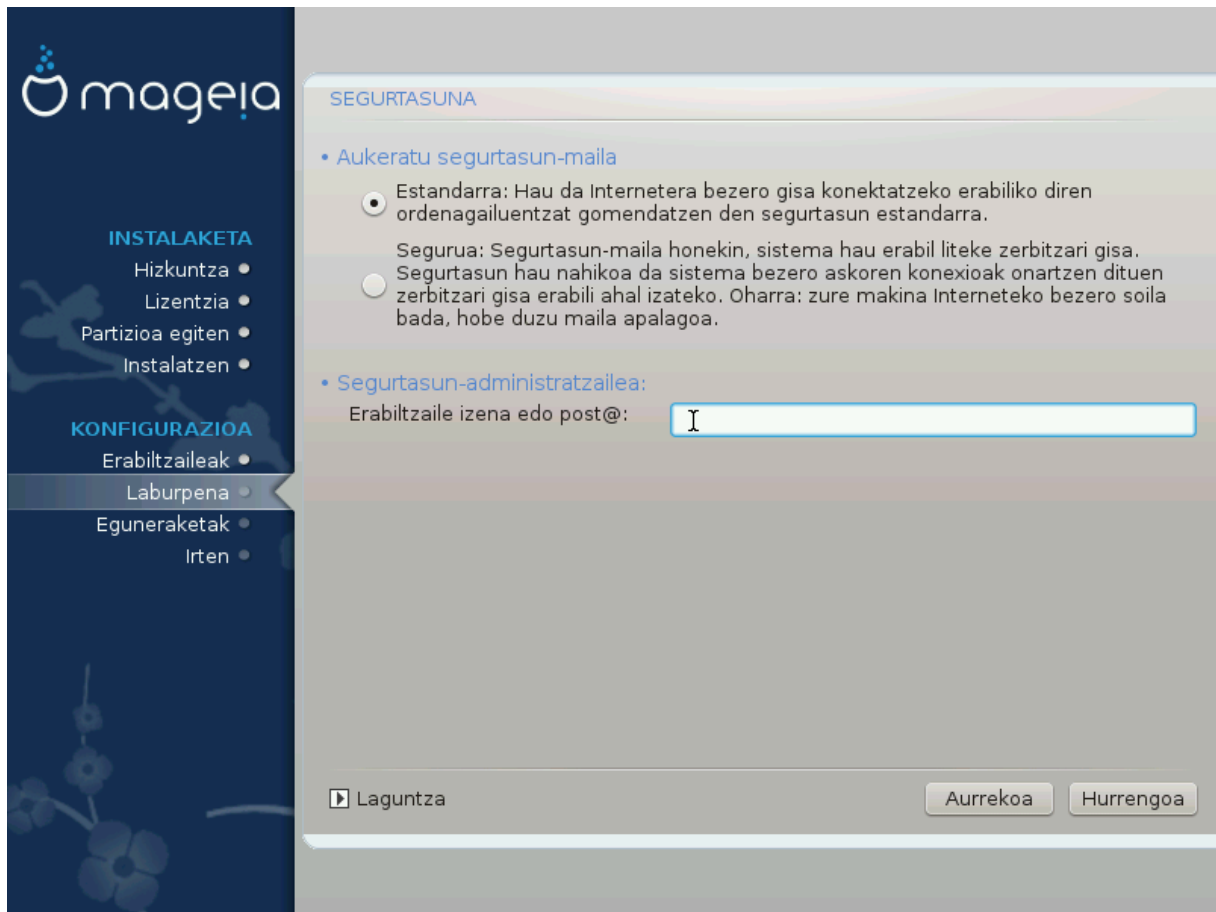 mageia
INSTALAKETA
Hizkuntza
Lizentzia
Partizioa egiten
Instalatzen
KONFIGURAZIOA
Erabiltzaileak
Laburpena
Eguneraketak
Irten
SEGURTASUNA
• Aukeratu segurtasun-maila
Estandarra: Hau da Internetera bezero gisa konektatzeko erabiliko diren
ordenagailuentzat gomendatzen den segurtasun estandarra.
Segurua: Segurtasun-maila honekin, sistema hau erabil liteke zerbitzari gisa.
Segurtasun hau nahikoa da sistema bezero askoren konexioak onartzen dituen
zerbitzari gisa erabili ahal izateko. Oharra: zure makina Interneteko bezero soila
bada, hobe duzu maila apalagoa.
• Segurtasun-administratzailea:
Erabiltzaile izena edo post@:
Laguntza
Aurrekoa
Hurrengoa